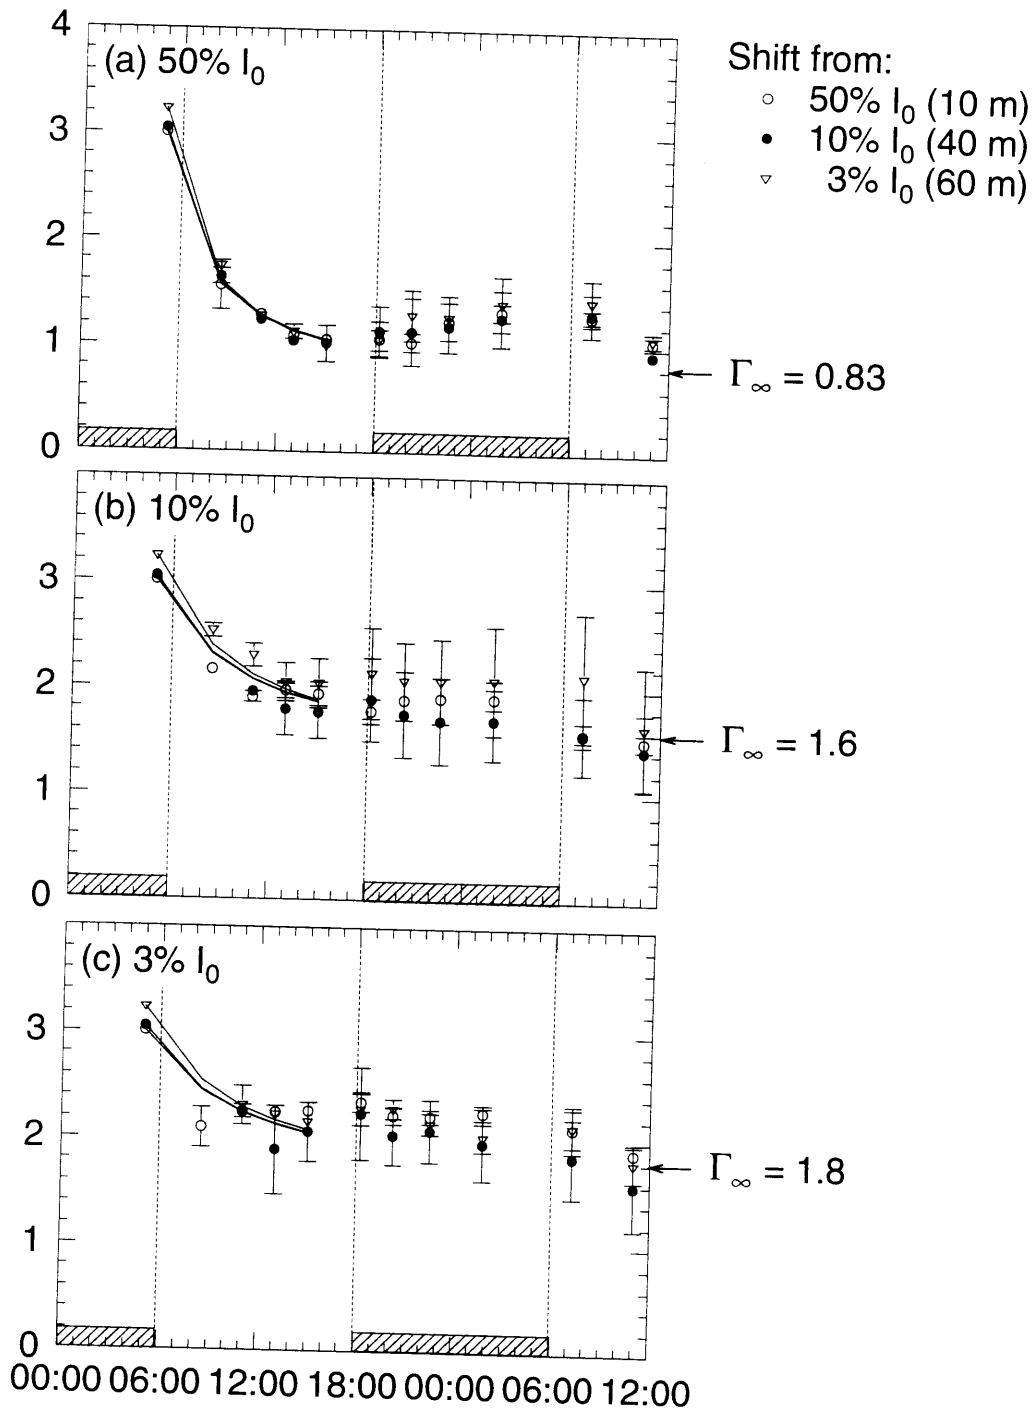 4
(a) 50% I₀
3
2
1
0
Shift from:
○ 50% I₀ (10 m)
● 10% I₀ (40 m)
▽ 3% I₀ (60 m)
Γ∞ = 0.83
(b) 10% I₀
3
2
1
0
Γ∞ = 1.6
(c) 3% I₀
3
2
1
0
Γ∞ = 1.8
00:00 06:00 12:00 18:00 00:00 06:00 12:00